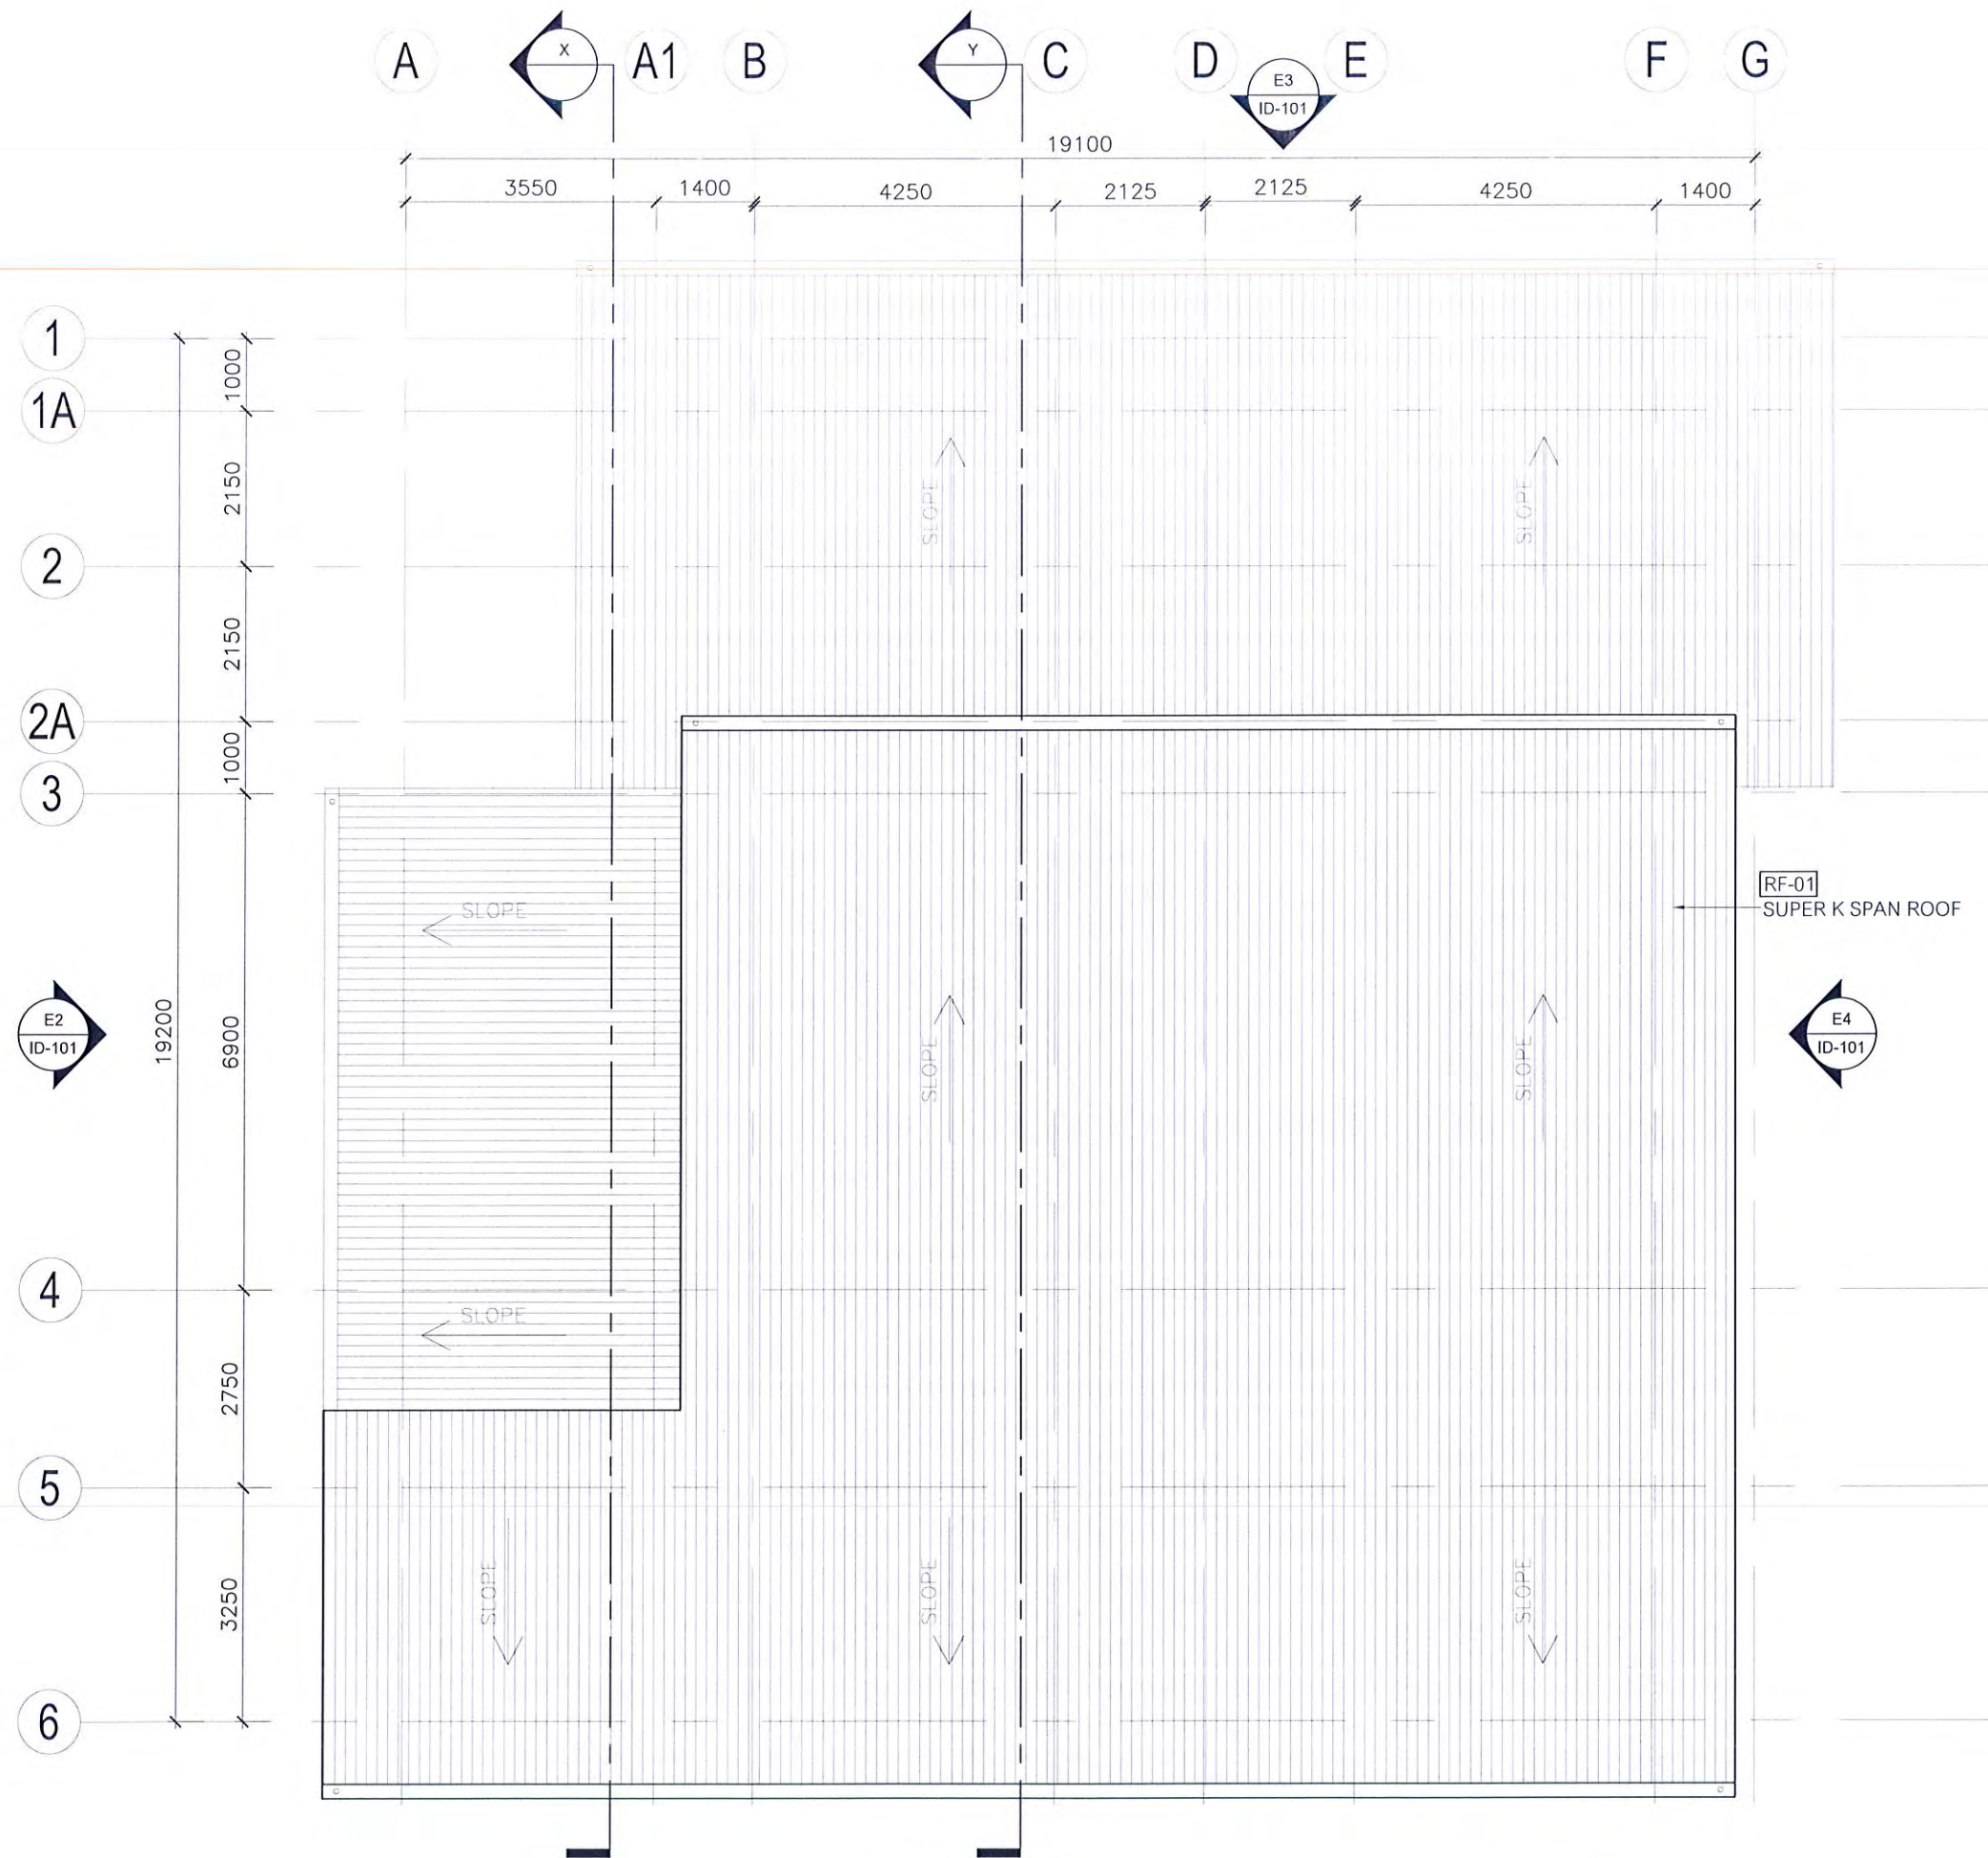 A
X
A1
B
Y
C
D
E
F
G
E3
ID-101
19100
3550
1400
4250
2125
2125
4250
1400
1
1000
1A
2150
SLOPE
SLOPE
2
2150
2A
1000
3
RF-01
SUPER K SPAN ROOF
SLOPE
E2
ID-101
19200
6900
SLOPE
SLOPE
E4
ID-101
4
SLOPE
2750
5
3250
SLOPE
SLOPE
SLOPE
6